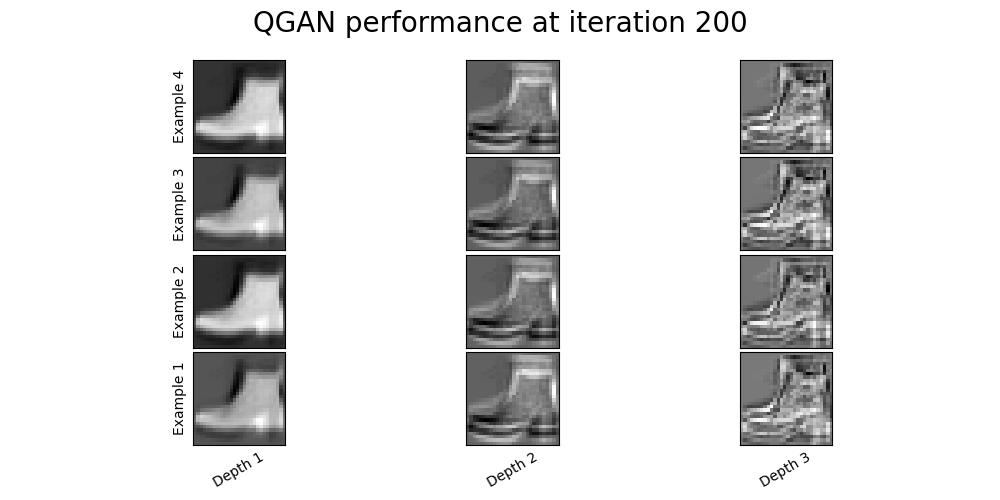 QGAN performance at iteration 200
Example 4
Example 3
Example 2
Example 1
Depth 1
Depth 2
Depth 3